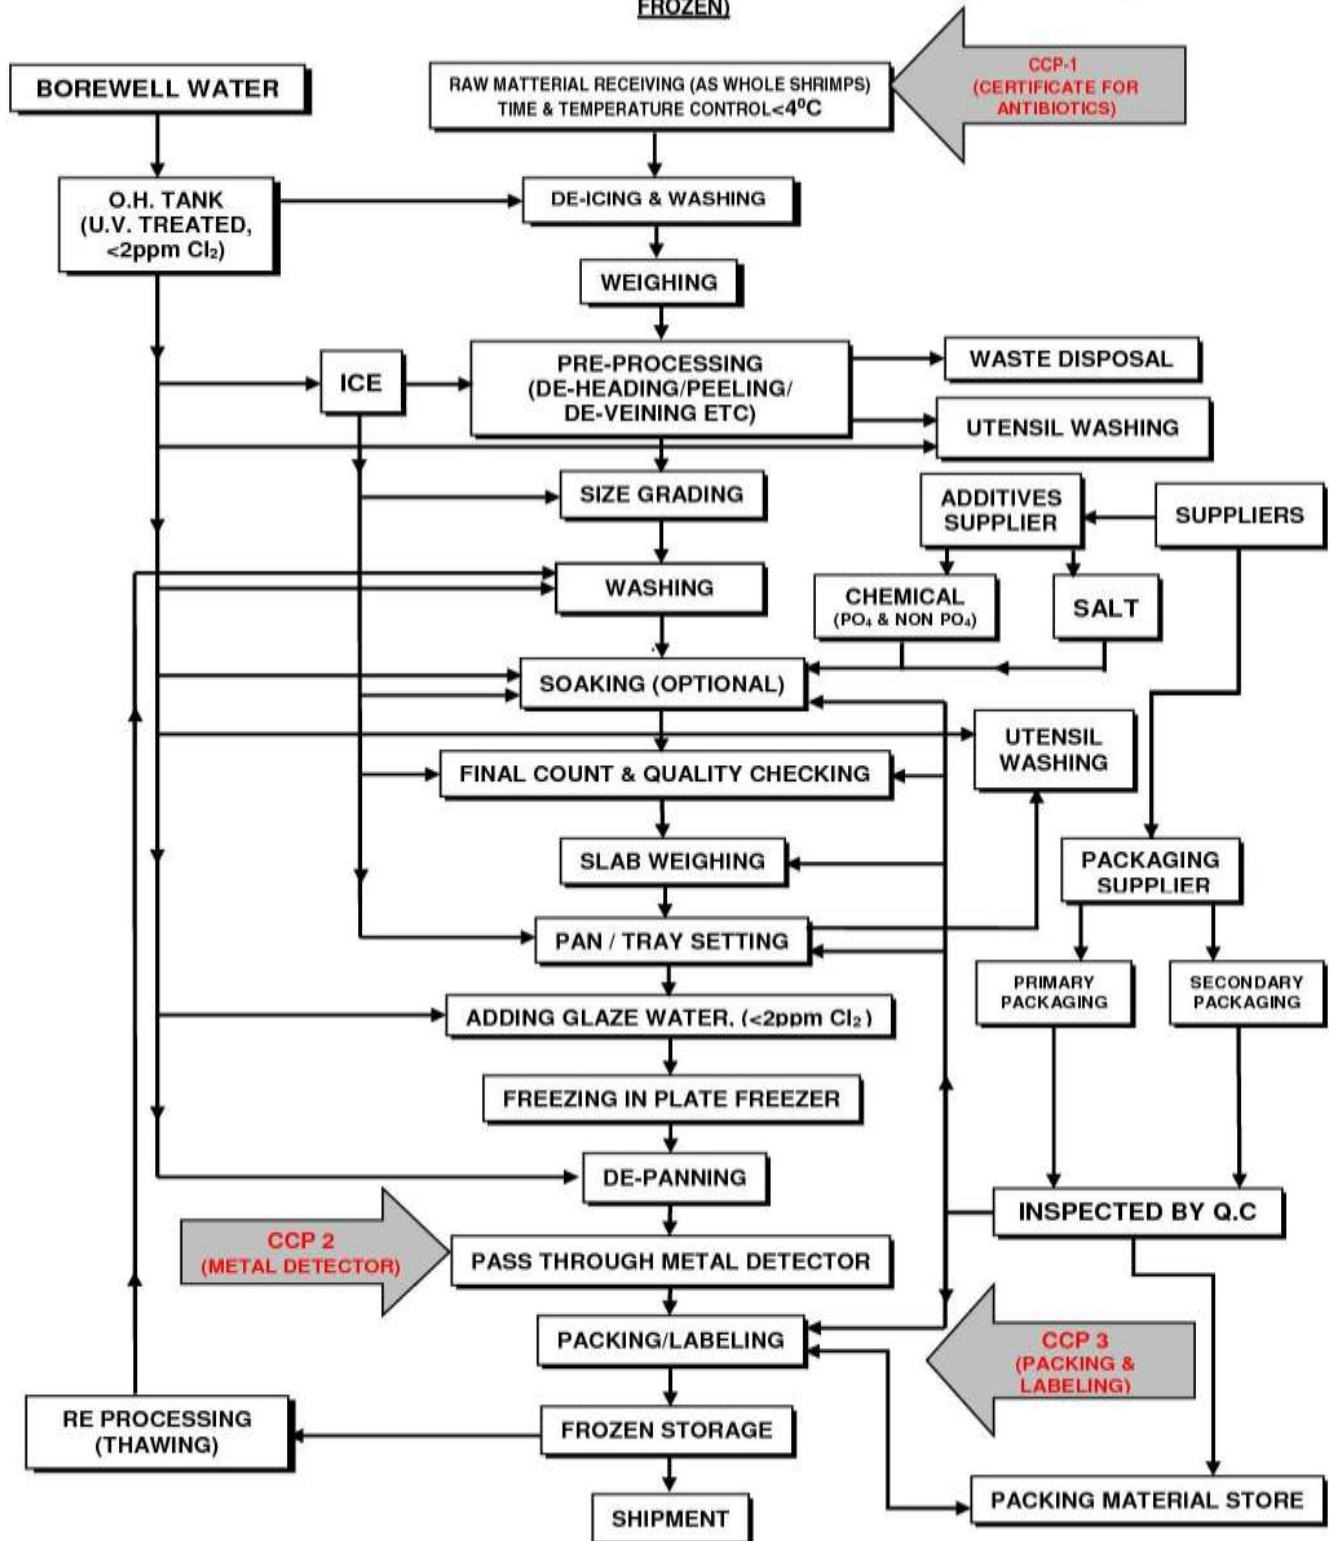 FROZEN)
BOREWELL WATER
RAW MATTERIAL RECEIVING (AS WHOLE SHRIMPS)
TIME & TEMPERATURE CONTROL<4⁰C
CCP-1
(CERTIFICATE FOR
ANTIBIOTICS)
O.H. TANK
(U.V. TREATED,
<2ppm Cl₂)
DE-ICING & WASHING
WEIGHING
ICE
PRE-PROCESSING
(DE-HEADING/PEELING/
DE-VEINING ETC)
WASTE DISPOSAL
UTENSIL WASHING
SIZE GRADING
ADDITIVES
SUPPLIER
SUPPLIERS
WASHING
CHEMICAL
(PO₄ & NON PO₄)
SALT
SOAKING (OPTIONAL)
UTENSIL
WASHING
FINAL COUNT & QUALITY CHECKING
SLAB WEIGHING
PACKAGING
SUPPLIER
PAN / TRAY SETTING
PRIMARY
PACKAGING
SECONDARY
PACKAGING
ADDING GLAZE WATER, (<2ppm Cl₂)
FREEZING IN PLATE FREEZER
DE-PANNING
INSPECTED BY Q.C
CCP 2
(METAL DETECTOR)
PASS THROUGH METAL DETECTOR
PACKING/LABELING
CCP 3
(PACKING &
LABELING)
RE PROCESSING
(THAWING)
FROZEN STORAGE
PACKING MATERIAL STORE
SHIPMENT